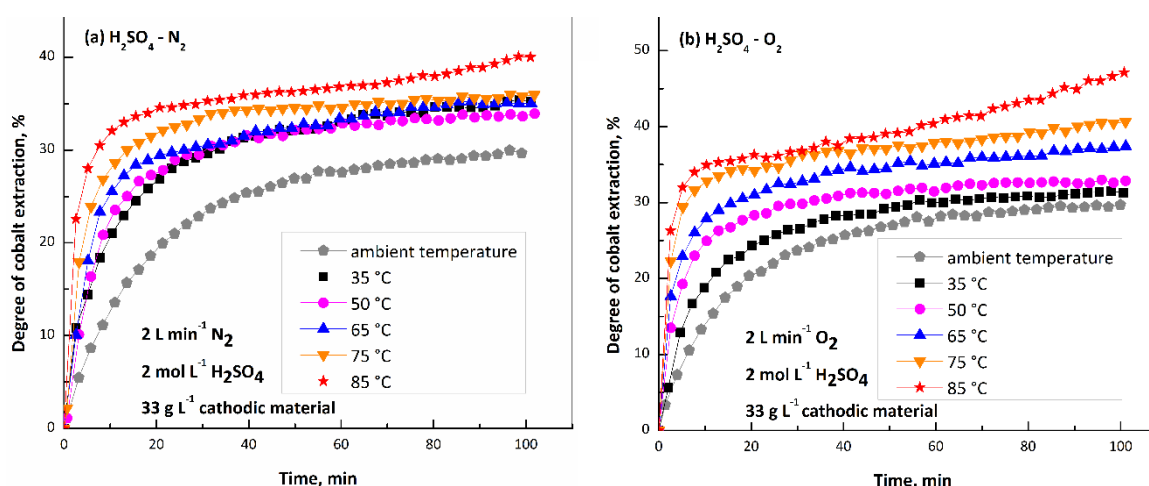 (a) H₂SO₄ - N₂
Degree of cobalt extraction, %
40
30
20
10
0
ambient temperature
35 °C
50 °C
65 °C
75 °C
85 °C
2 L min⁻¹ N₂
2 mol L⁻¹ H₂SO₄
33 g L⁻¹ cathodic material
0 20 40 60 80 100
Time, min
(b) H₂SO₄ - O₂
Degree of cobalt extraction, %
50
40
30
20
10
0
ambient temperature
35 °C
50 °C
65 °C
75 °C
85 °C
2 L min⁻¹ O₂
2 mol L⁻¹ H₂SO₄
33 g L⁻¹ cathodic material
0 20 40 60 80 100
Time, min